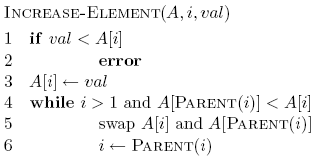 INCREASE-ELEMENT(A, i, val)
1 if val < A[i]
2 error
3 A[i] ← val
4 while i > 1 and A[PARENT(i)] < A[i]
5 swap A[i] and A[PARENT(i)]
6 i ← PARENT(i)